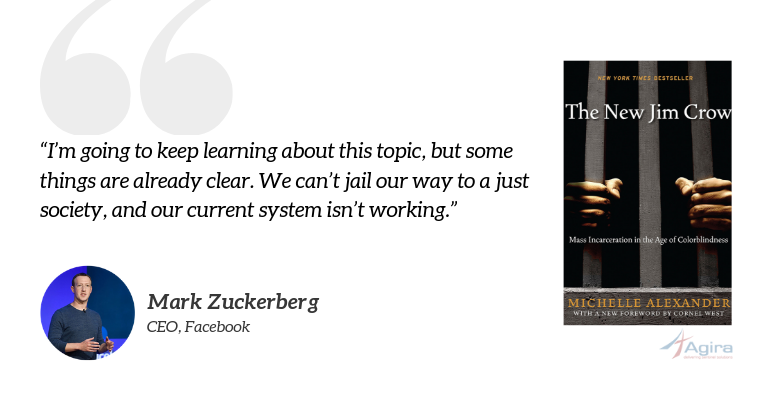 “I’m going to keep learning about this topic, but some
things are already clear. We can’t jail our way to a just
society, and our current system isn’t working.”
Mark Zuckerberg
CEO, Facebook
NEW YORK TIMES BESTSELLER
The New Jim Crow
Mass Incarceration in the Age of Colorblindness
MICHELLE ALEXANDER
WITH A NEW FOREWORD BY CORNEL WEST
Agira